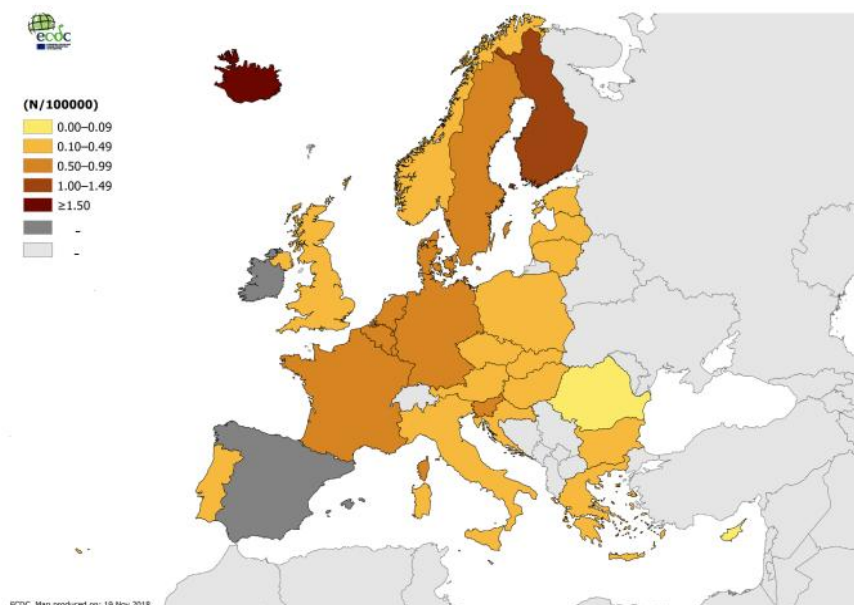 ecdc
(N/100000)
0.00–0.09
0.10–0.49
0.50–0.99
1.00–1.49
≥1.50
–
–
ECDC. Map produced on: 19 Nov 2018